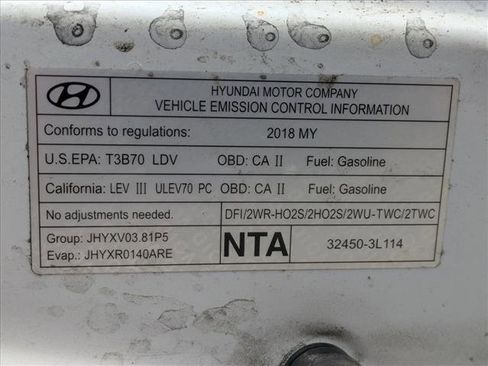 HYUNDAI MOTOR COMPANY
VEHICLE EMISSION CONTROL INFORMATION
Conforms to regulations: 2018 MY
U.S.EPA: T3B70 LDV OBD: CA II Fuel: Gasoline
California: LEV III ULEV70 PC OBD: CA II Fuel: Gasoline
No adjustments needed. DFI/2WR-HO2S/2HO2S/2WU-TWC/2TWC
Group: JHYXV03.81P5
Evap.: JHYXR0140ARE
NTA 32450-3L114